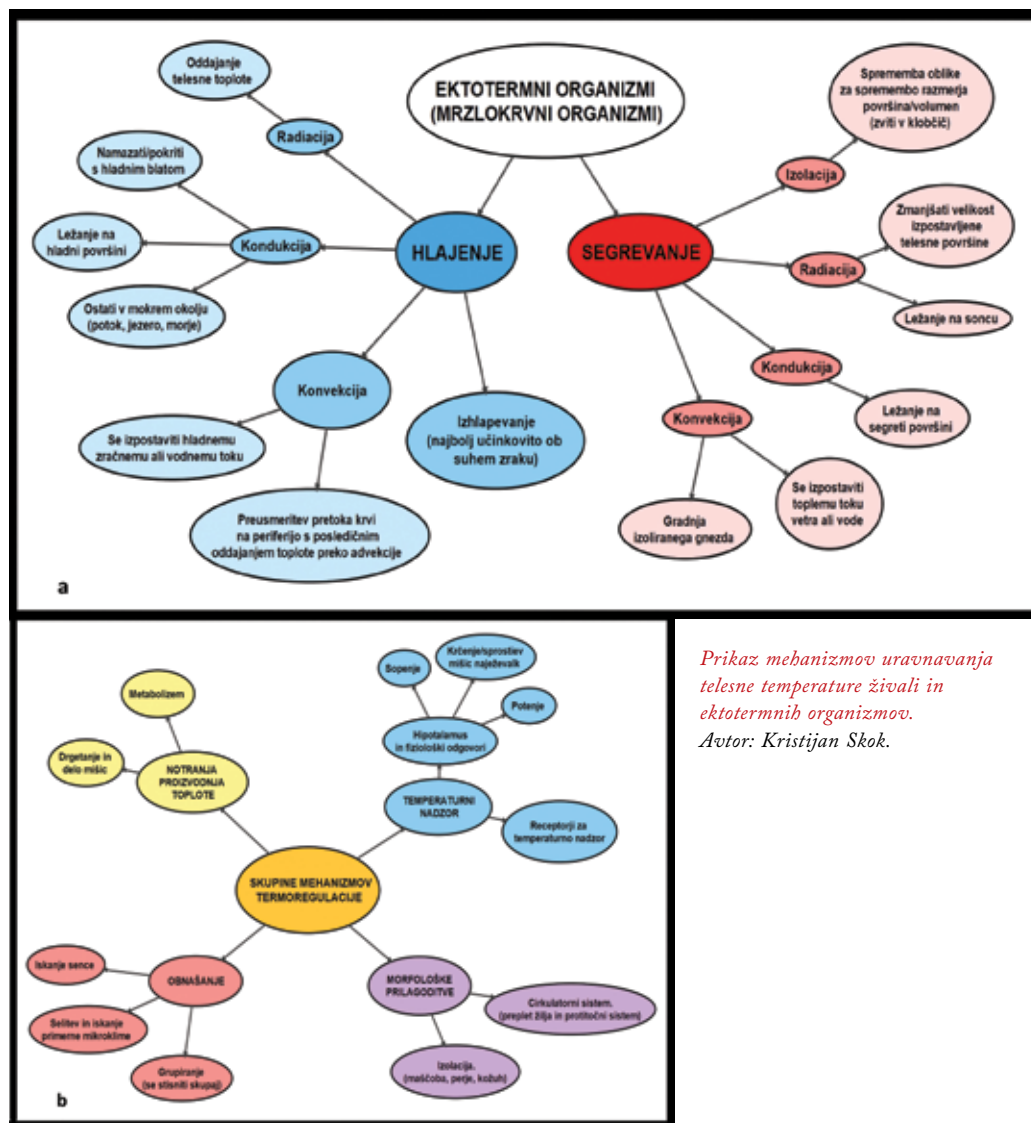 EKTOTERMNI ORGANIZMI
(MRZLOKRVNI ORGANIZMI)
HLAJENJE
Radiacija
Oddajanje
telesne toplote
Kondukcija
Namazati/pokriti
s hladnim blatom
Ležanje na
hladni površini
Ostati v mokrem okolju
(potok, jezero, morje)
Konvekcija
Se izpostaviti hladnemu
zračnemu ali vodnemu toku
Preusmeritev pretoka krvi
na periferijo s posledičnim
oddajanjem toplote preko advekcije
Izhlapevanje
(najbolj učinkovito ob
suhem zraku)
SEGREVANJE
Izolacija
Sprememba oblike
za spremembo razmerja
površina/volumen
(zviti v klobčič)
Radiacija
Zmanjšati velikost
izpostavljene
telesne površine
Ležanje na soncu
Kondukcija
Ležanje na
segreti površini
Konvekcija
Se izpostaviti
toplemu toku
vetra ali vode
Gradnja
izoliranega gnezda
a
SKUPINE MEHANIZMOV
TERMOREGULACIJE
NOTRANJA
PROIZVODNJA
TOPLOTE
Metabolizem
Drgetanje in
delo mišic
TEMPERATURNI
NADZOR
Hipotalamus
in fiziološki odgovori
Sopenje
Krčenje/sprostiev
mišic naježevalk
Potenje
Receptorji za
temperaturno nadzor
OBNAŠANJE
Iskanje sence
Selitev in iskanje
primerne mikroklime
Grupiranje
(se stisniti skupaj)
MORFOLOŠKE
PRILAGODITVE
Cirkulatorni sistem.
(preplet žilja in protitočni sistem)
Izolacija.
(maščoba, perje, kožuh)
b
Prikaz mehanizmov uravnavanja
telesne temperature živali in
ektotermnih organizmov.
Avtor: Kristijan Skok.